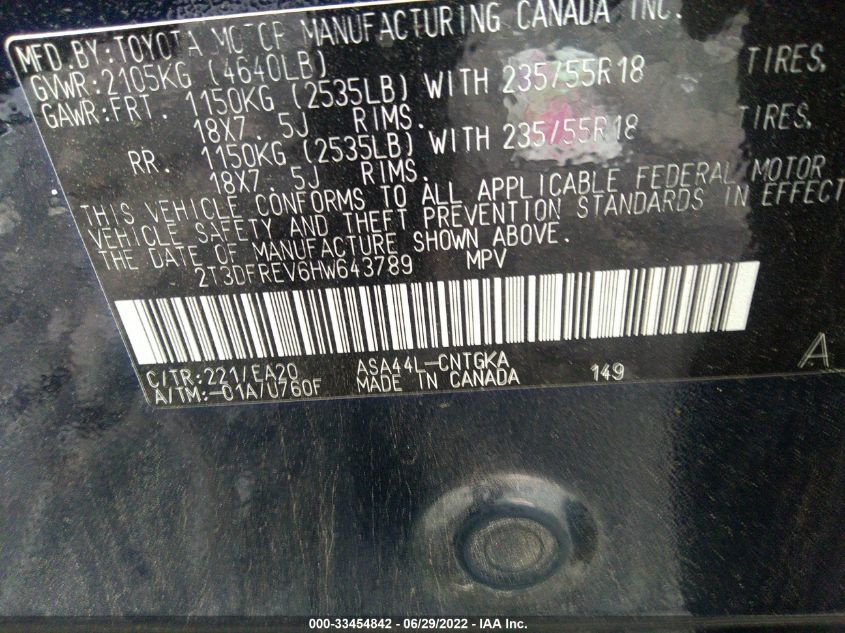 MFD. BY: TOYOTA MOTOR MANUFACTURING CANADA INC.
GVWR: 2105KG (4640LB)
GAWR: FRT. 1150KG (2535LB) WITH 235/55R18 TIRES,
18X7. 5J RIMS.
RR. 1150KG (2535LB) WITH 235/55R18 TIRES,
18X7. 5J RIMS.
THIS VEHICLE CONFORMS TO ALL APPLICABLE FEDERAL MOTOR
VEHICLE SAFETY AND THEFT PREVENTION STANDARDS IN EFFECT
THE DATE OF MANUFACTURE SHOWN ABOVE.
2T3DFREV6HW643789 MPV
C/TR: 221/EA20 ASA44L-CNTGKA A
A/TM: -01A/U760F MADE IN CANADA 149
000-33454842 - 06/29/2022 - IAA Inc.